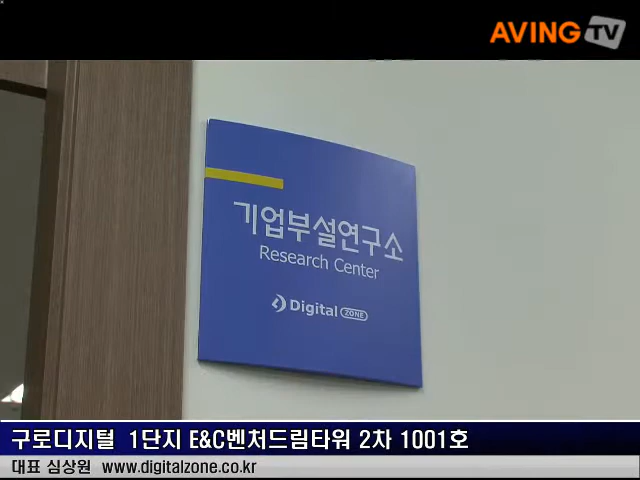 AVING TV
기업부설연구소
Research Center
Digital ZONE
구로디지털 1단지 E&C벤처드림타워 2차 1001호
대표 심상원 www.digitalzone.co.kr